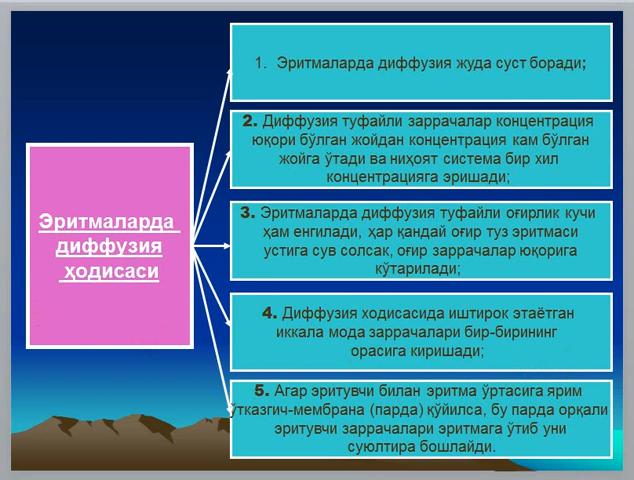 Эритмаларда
диффузия
ҳодисаси
1. Эритмаларда диффузия жуда суст боради;
2. Диффузия туфайли заррачалар концентрация
юқори бўлган жойдан концентрация кам бўлган
жойга ўтади ва ниҳоят система бир хил
концентрацияга эришади;
3. Эритмаларда диффузия туфайли оғирлик кучи
ҳам енгилади, ҳар қандай оғир туз эритмаси
устига сув солсак, оғир заррачалар юқорига
кўтарилади;
4. Диффузия ходисасида иштирок этаётган
иккала мода заррачалари бир-бирининг
орасига киришади;
5. Агар эритувчи билан эритма ўртасига ярим
ўтказгич-мембрана (парда) қўйилса, бу парда орқали
эритувчи заррачалари эритмага ўтиб уни
суюлтира бошлайди.